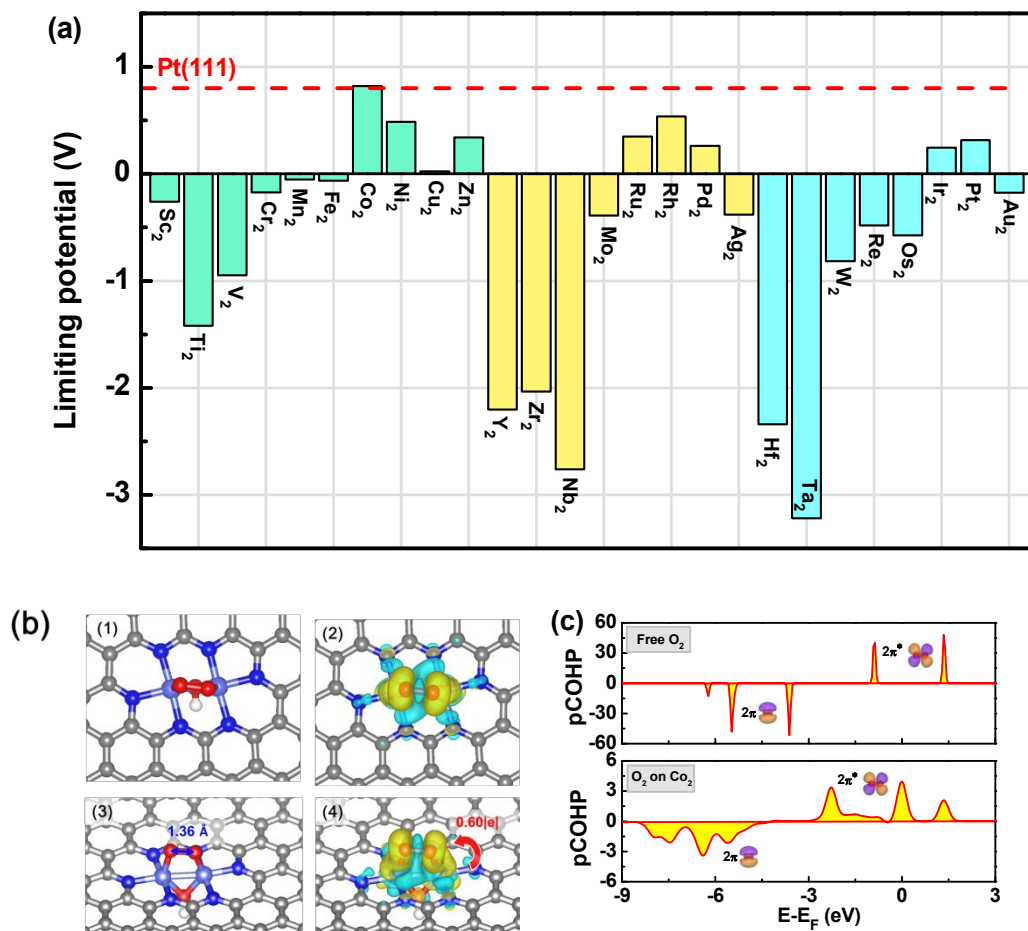 (a)
Pt(111)
Limiting potential (V)
1
0
-1
-2
-3
Sc₂
Ti₂
V₂
Cr₂
Mn₂
Fe₂
Co₂
Ni₂
Cu₂
Zn₂
Y₂
Zr₂
Nb₂
Mo₂
Ru₂
Rh₂
Pd₂
Ag₂
Hf₂
Ta₂
W₂
Re₂
Os₂
Ir₂
Pt₂
Au₂
(b)
(1)
(2)
(3)
1.36 Å
(4)
0.60|e|
(c)
pCOHP
60
30
0
-30
-60
Free O₂
2π*
2π
pCOHP
6
3
0
-3
-6
O₂ on Co₂
2π*
2π
-9 -6 -3 0 3
E-E_F (eV)